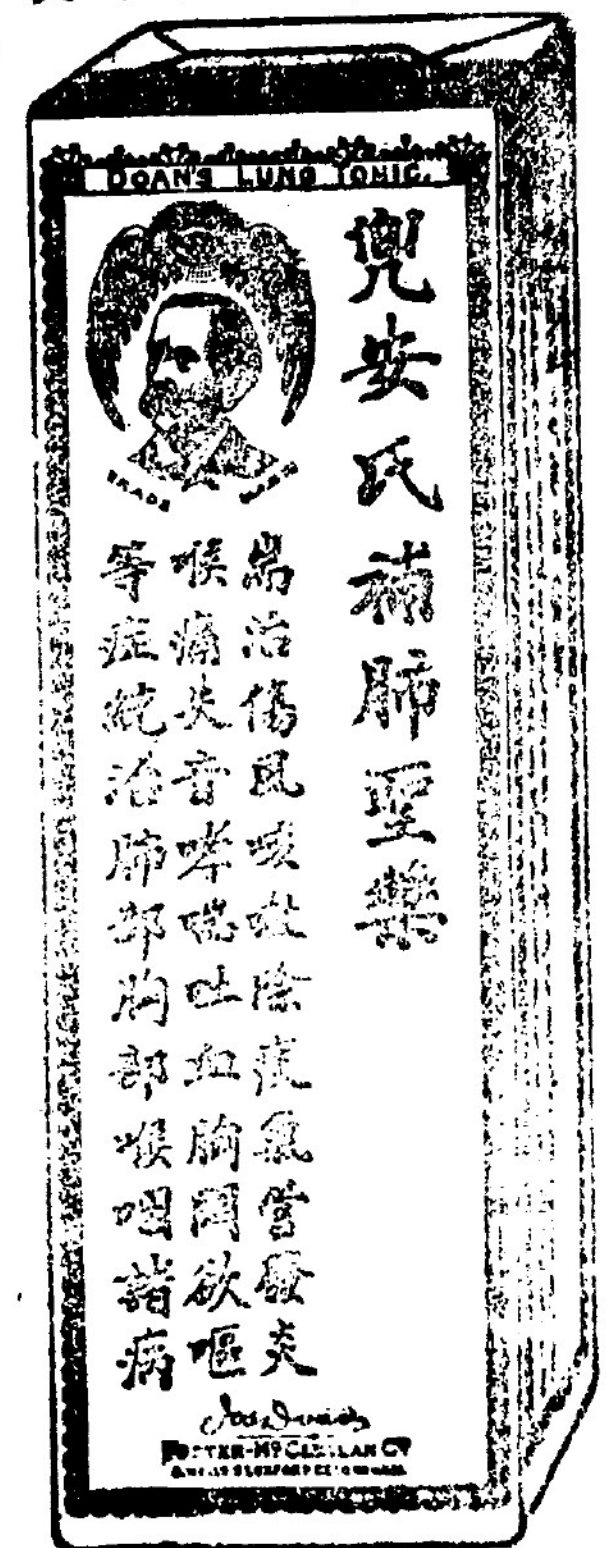 DOAN'S LUNG TONIC.
兜安氏補肺聖藥
TRADE MARK
耑治傷風咳嗽除痰氣管發炎
喉痛失音哮喘吐血胸悶欲嘔
等症統治肺部胸部喉咽諸病
FOSTER-McCLELLAN Co